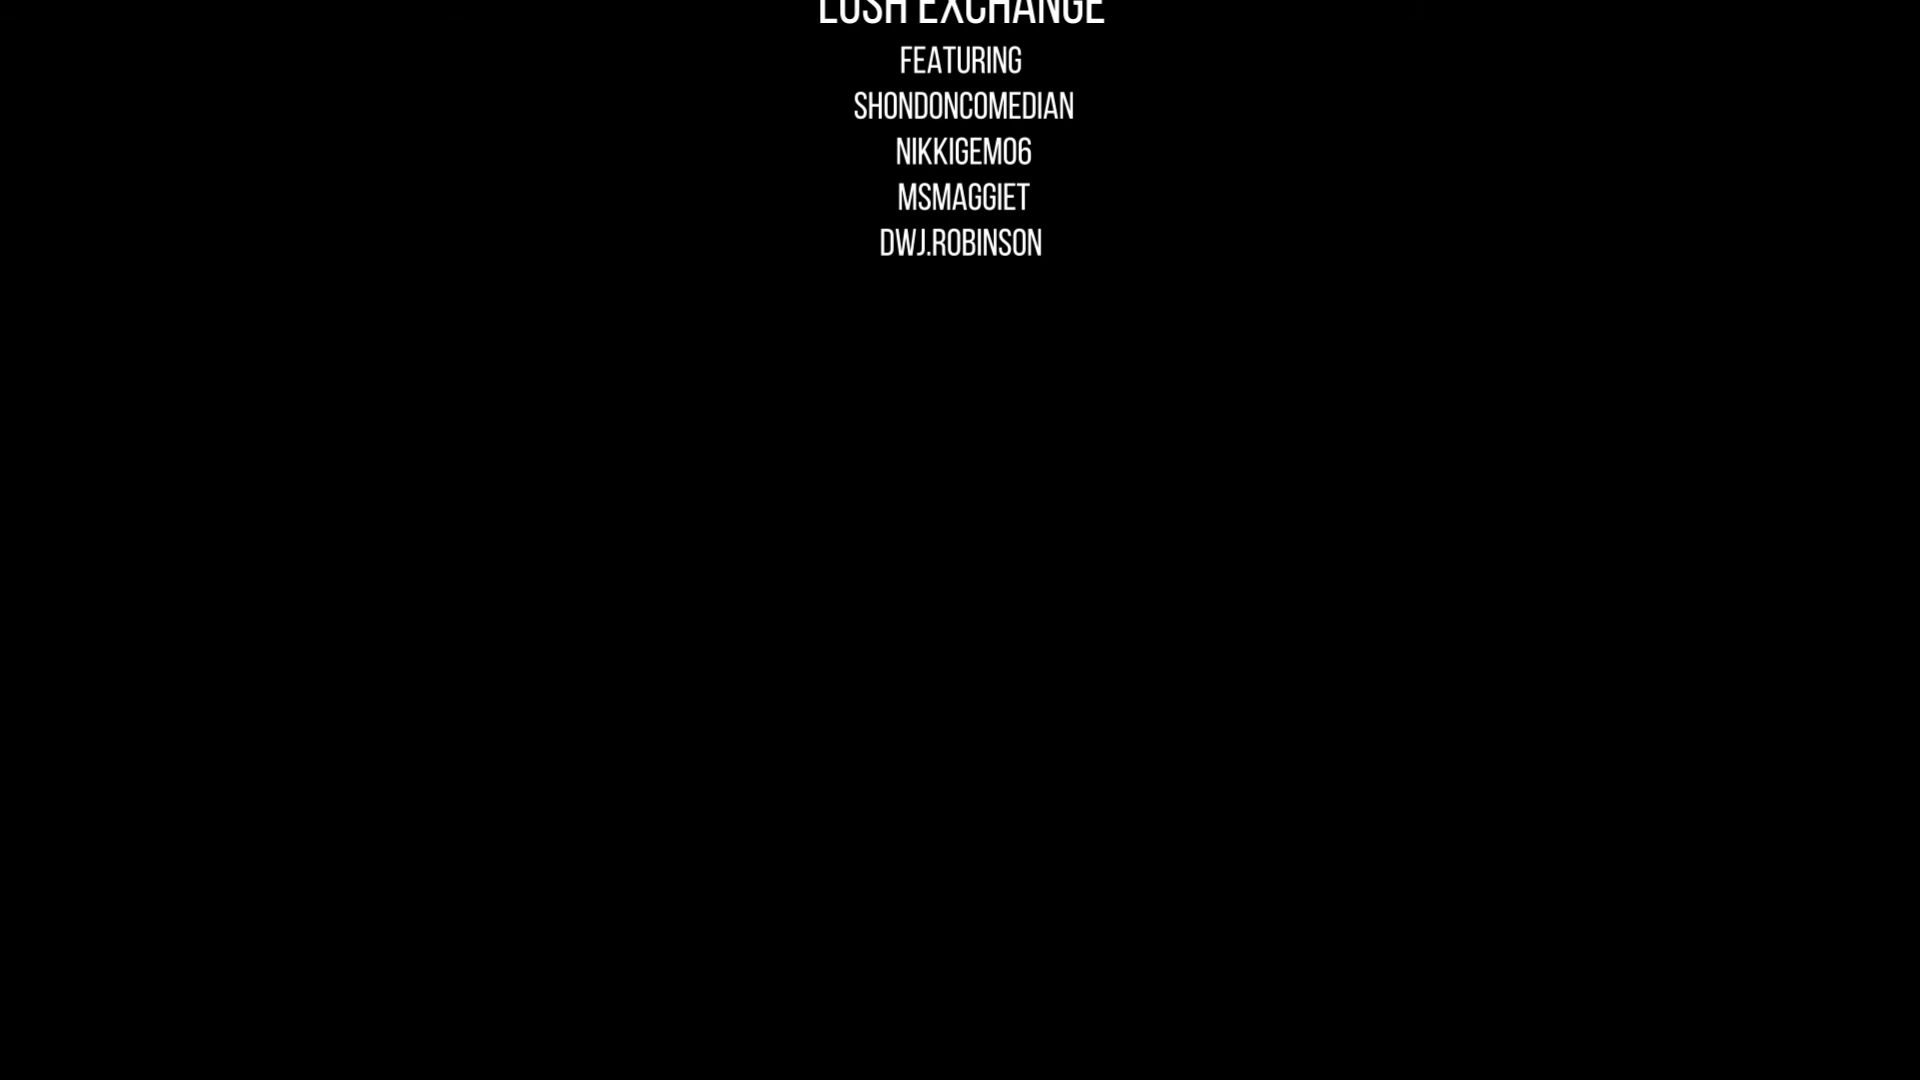 LUSH EXCHANGE
FEATURING
SHONDONCOMEDIAN
NIKKIGEM06
MSMAGGIET
DWJ.ROBINSON